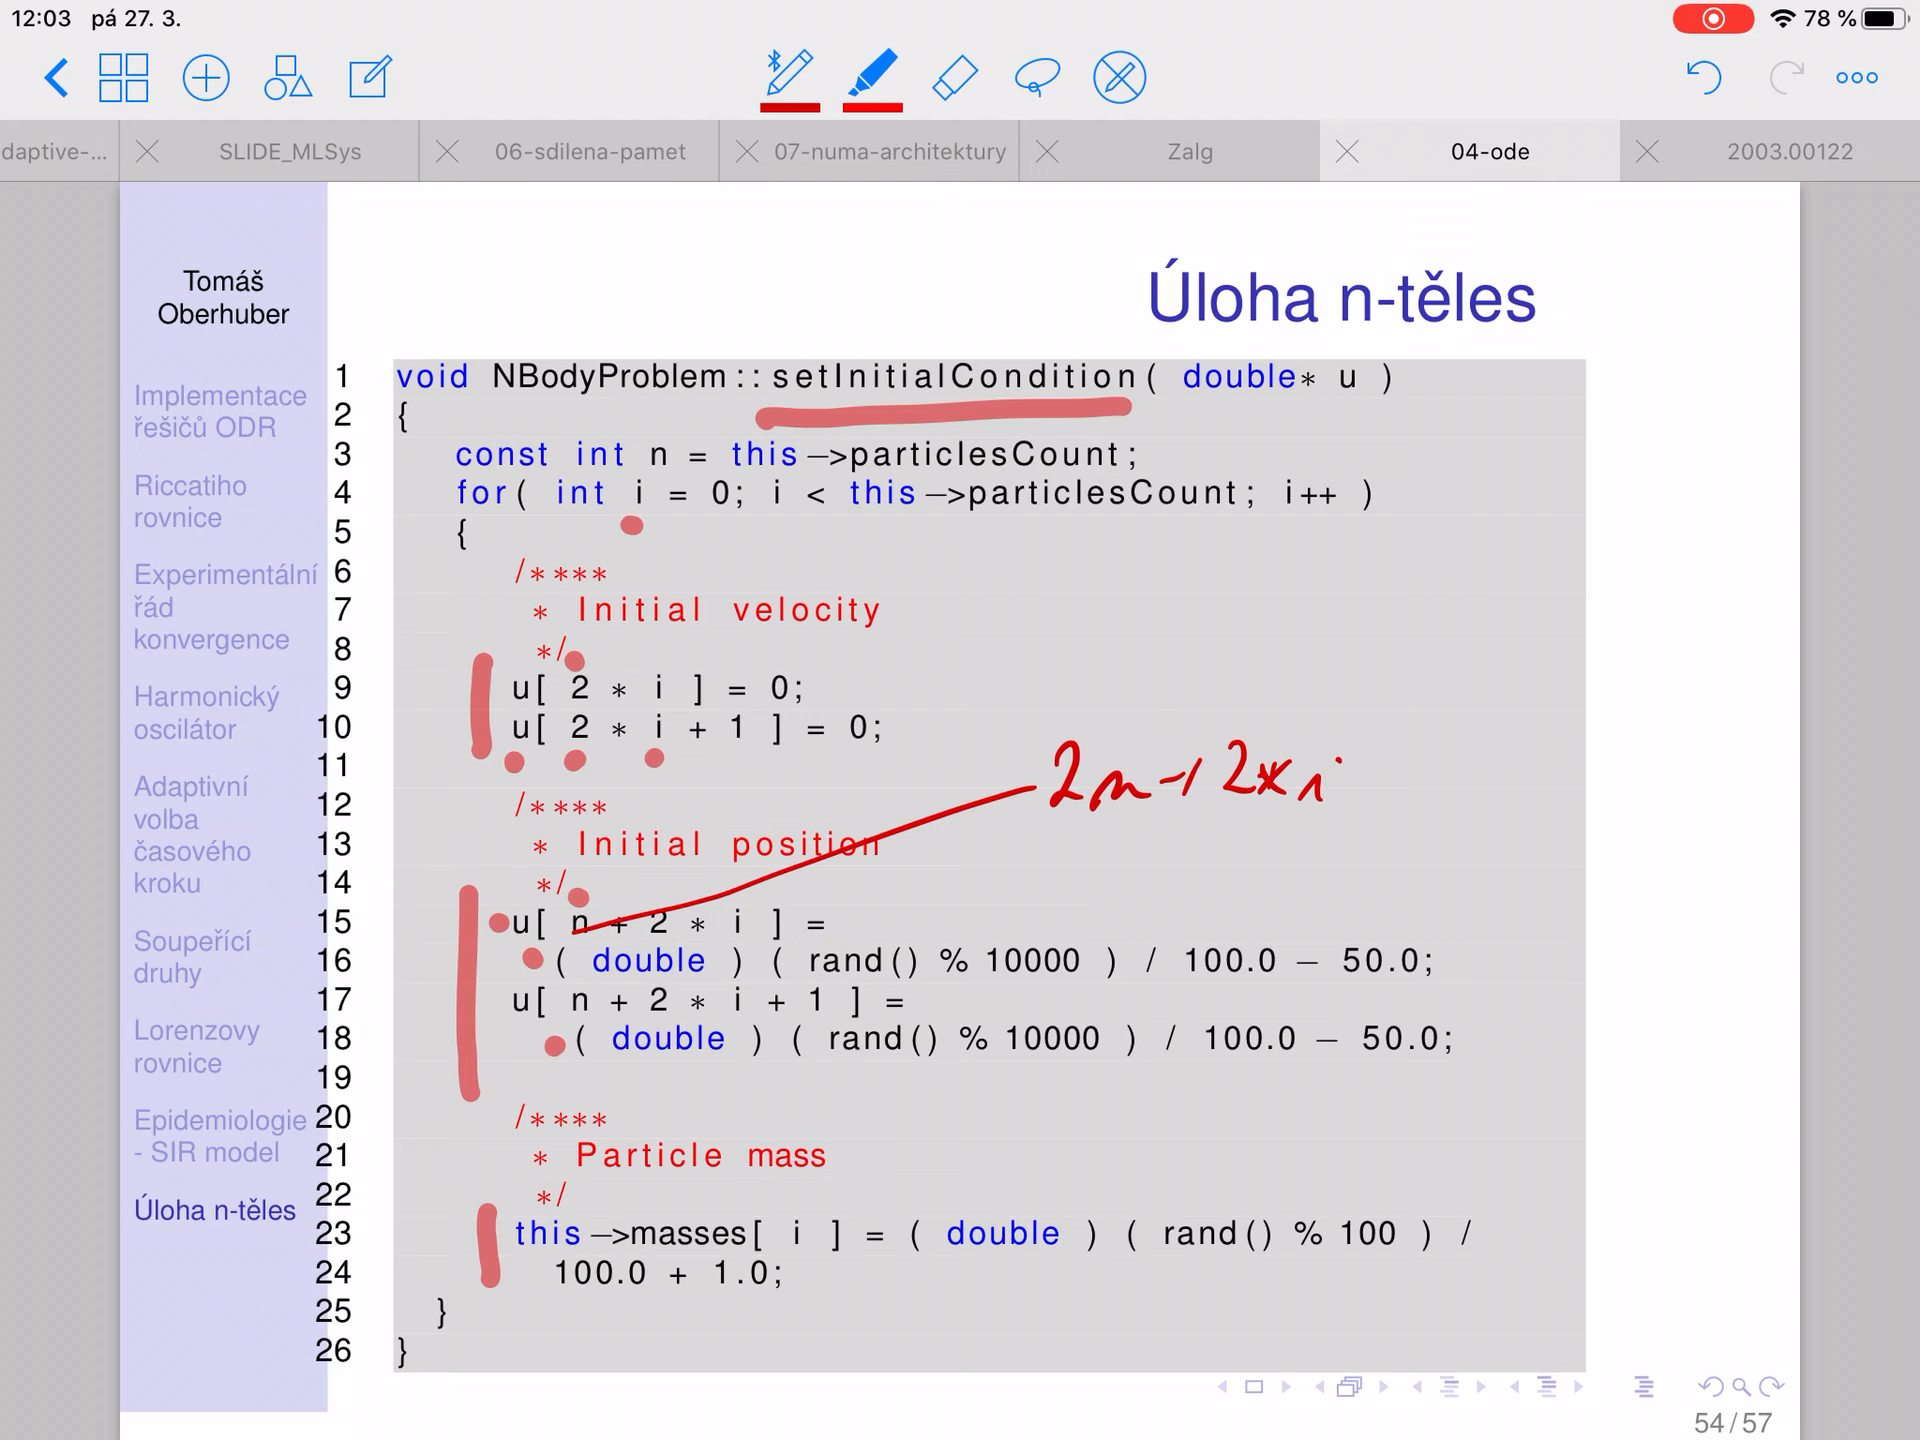 12:03 pá 27. 3.
78 %
daptive-...
SLIDE_MLSys
06-sdilena-pamet
07-numa-architektury
Zalg
04-ode
2003.00122
Tomáš
Oberhuber
Implementace
řešičů ODR
Riccatiho
rovnice
Experimentální
řád
konvergence
Harmonický
oscilátor
Adaptivní
volba
časového
kroku
Soupeřící
druhy
Lorenzovy
rovnice
Epidemiologie
- SIR model
Úloha n-těles
Úloha n-těles
1 void NBodyProblem::setInitialCondition( double* u )
2 {
3 const int n = this->particlesCount;
4 for( int i = 0; i < this->particlesCount; i++ )
5 {
6 /****
7 * Initial velocity
8 */
9 u[ 2 * i ] = 0;
10 u[ 2 * i + 1 ] = 0;
11
12 /****
13 * Initial position
14 */
15 u[ n + 2 * i ] =
16 ( double ) ( rand() % 10000 ) / 100.0 - 50.0;
17 u[ n + 2 * i + 1 ] =
18 ( double ) ( rand() % 10000 ) / 100.0 - 50.0;
19
20 /****
21 * Particle mass
22 */
23 this->masses[ i ] = ( double ) ( rand() % 100 ) /
24 100.0 + 1.0;
25 }
26 }
2n + 2*i
54/57